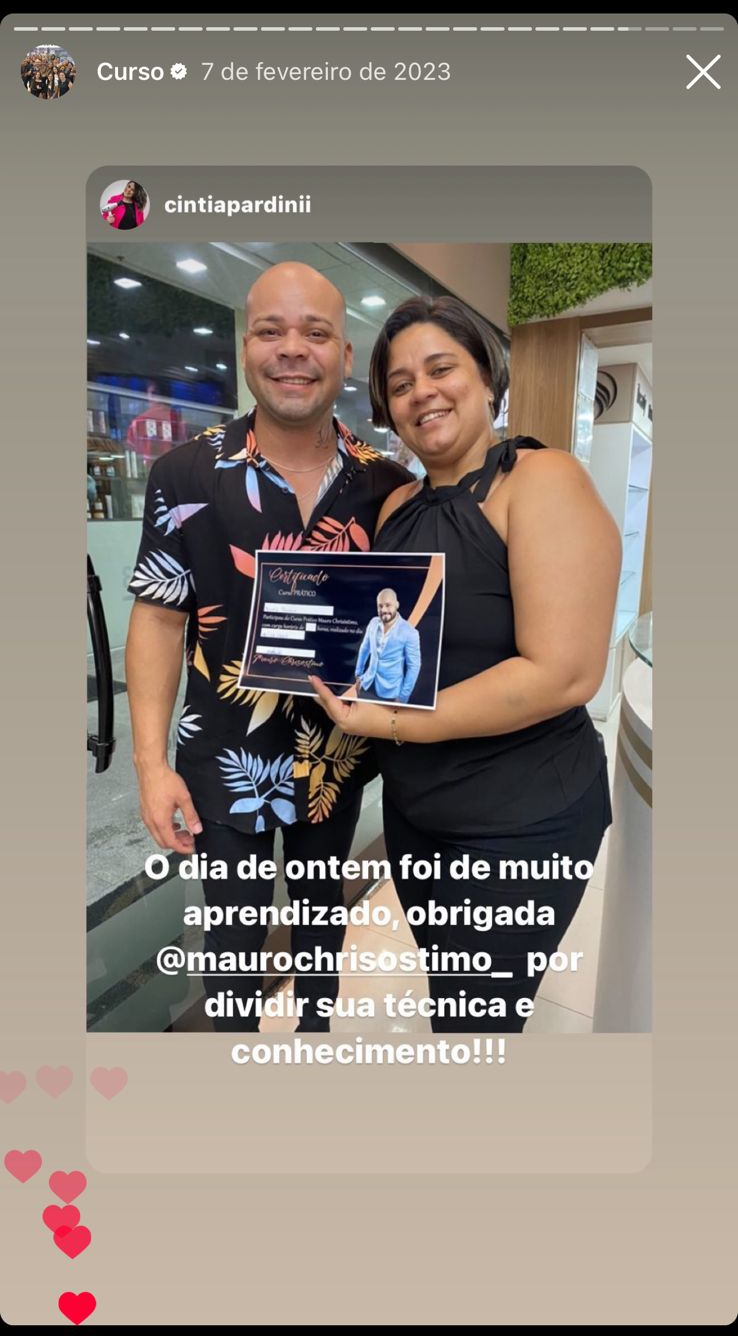 Curso 7 de fevereiro de 2023
cintiapardinii
Certificado
Curso PRÁTICO
Participou do Curso Prático Mauro Chrisóstimo,
com carga horária de horas, realizado no dia
Mauro Chrisóstimo
O dia de ontem foi de muito
aprendizado, obrigada
@maurochrisostimo_ por
dividir sua técnica e
conhecimento!!!